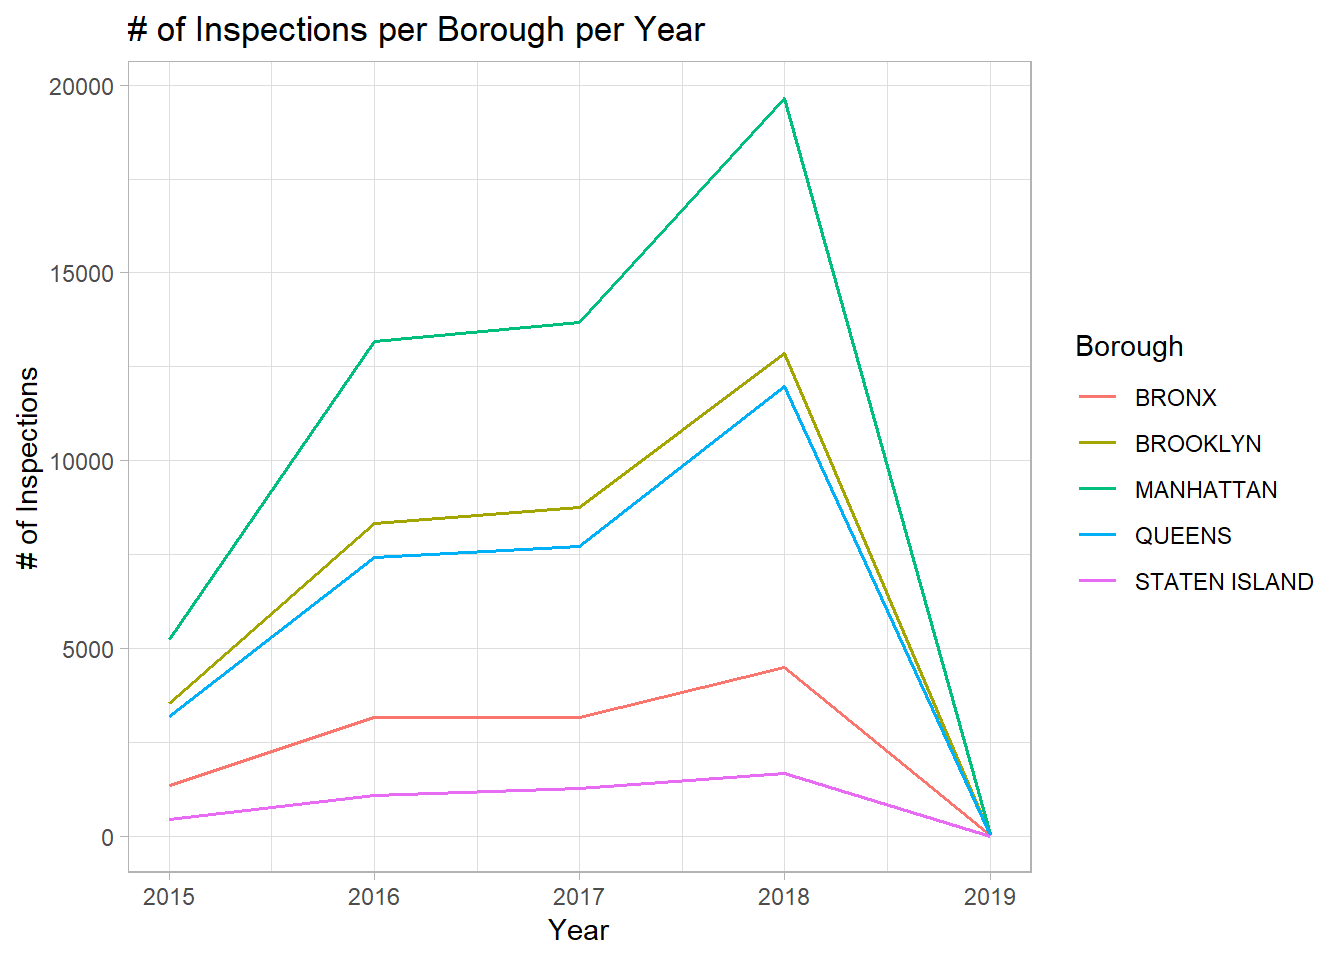 # of Inspections per Borough per Year
# of Inspections
20000
15000
10000
5000
0
2015 2016 2017 2018 2019
Year
Borough
BRONX
BROOKLYN
MANHATTAN
QUEENS
STATEN ISLAND